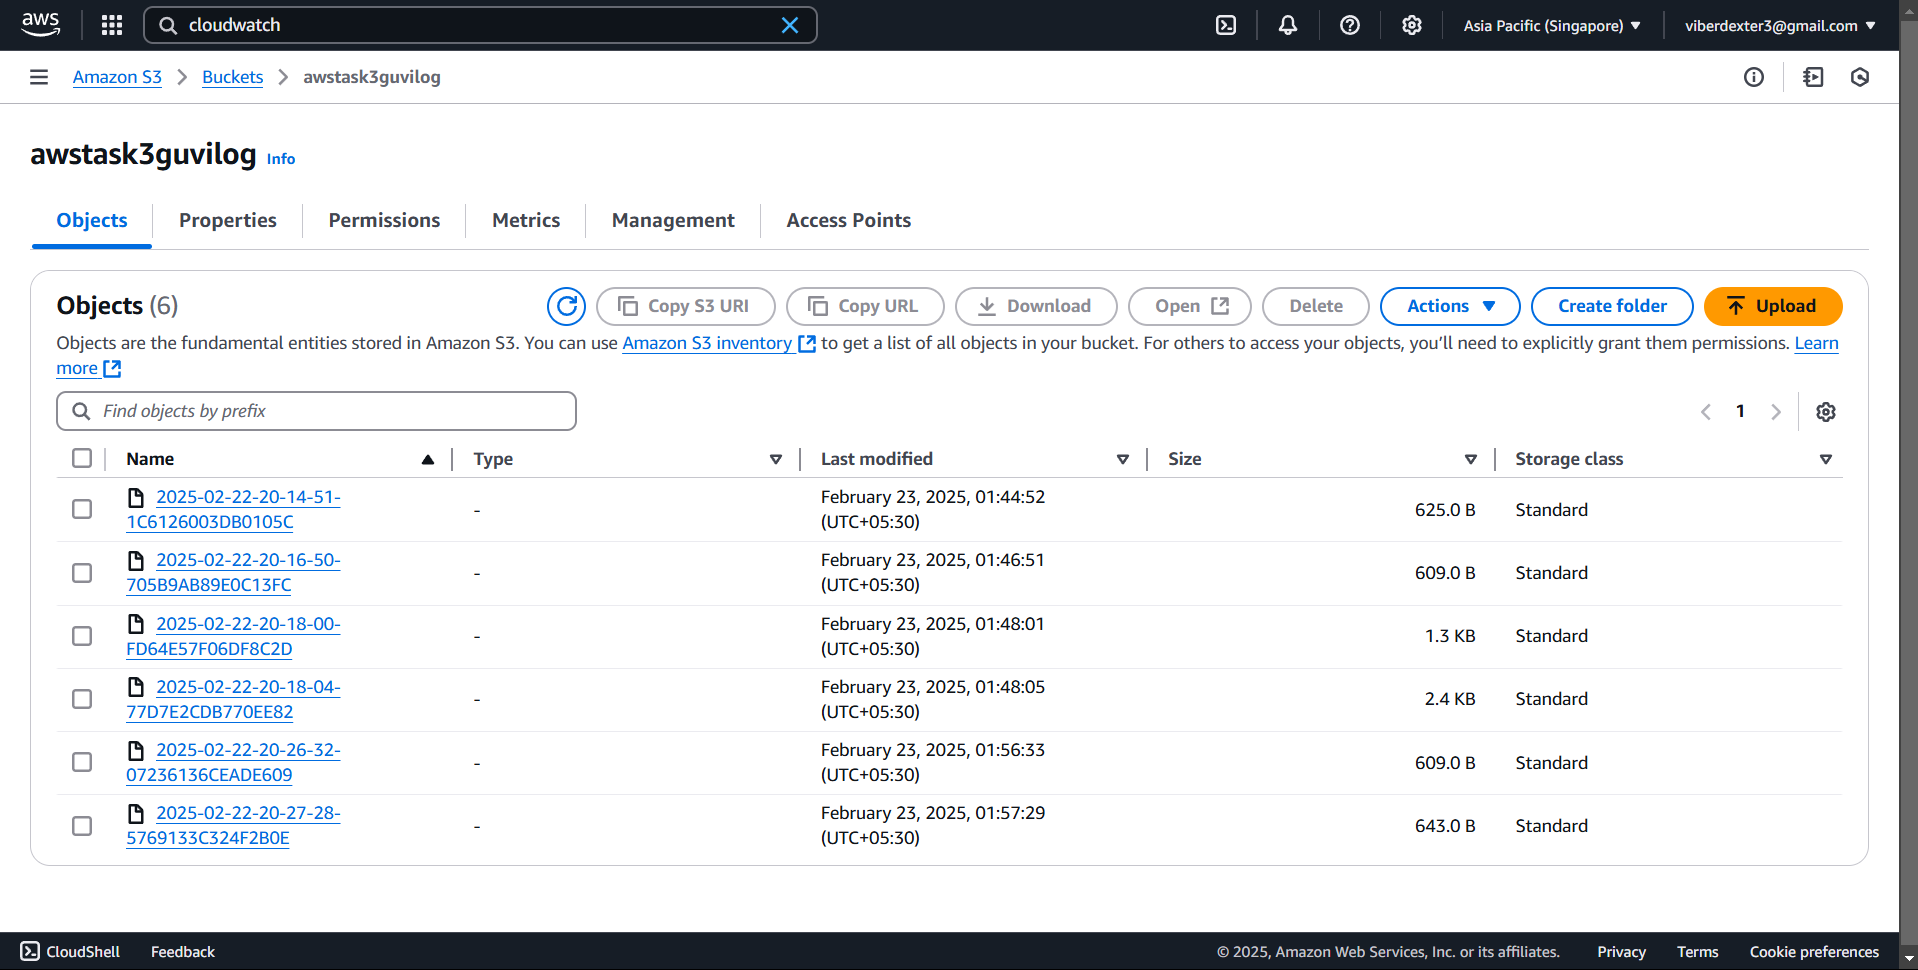 aws
cloudwatch
Asia Pacific (Singapore)
viberdexter3@gmail.com
Amazon S3
Buckets
awstask3guvilog
awstask3guvilog
Info
Objects
Properties
Permissions
Metrics
Management
Access Points
Objects (6)
Copy S3 URI
Copy URL
Download
Open
Delete
Actions
Create folder
Upload
Objects are the fundamental entities stored in Amazon S3. You can use Amazon S3 inventory to get a list of all objects in your bucket. For others to access your objects, you’ll need to explicitly grant them permissions. Learn
more
Find objects by prefix
1
Name
Type
Last modified
Size
Storage class
2025-02-22-20-14-51-
1C6126003DB0105C
-
February 23, 2025, 01:44:52
(UTC+05:30)
625.0 B
Standard
2025-02-22-20-16-50-
705B9AB89E0C13FC
-
February 23, 2025, 01:46:51
(UTC+05:30)
609.0 B
Standard
2025-02-22-20-18-00-
FD64E57F06DF8C2D
-
February 23, 2025, 01:48:01
(UTC+05:30)
1.3 KB
Standard
2025-02-22-20-18-04-
77D7E2CDB770EE82
-
February 23, 2025, 01:48:05
(UTC+05:30)
2.4 KB
Standard
2025-02-22-20-26-32-
07236136CEADE609
-
February 23, 2025, 01:56:33
(UTC+05:30)
609.0 B
Standard
2025-02-22-20-27-28-
5769133C324F2B0E
-
February 23, 2025, 01:57:29
(UTC+05:30)
643.0 B
Standard
CloudShell
Feedback
© 2025, Amazon Web Services, Inc. or its affiliates.
Privacy
Terms
Cookie preferences